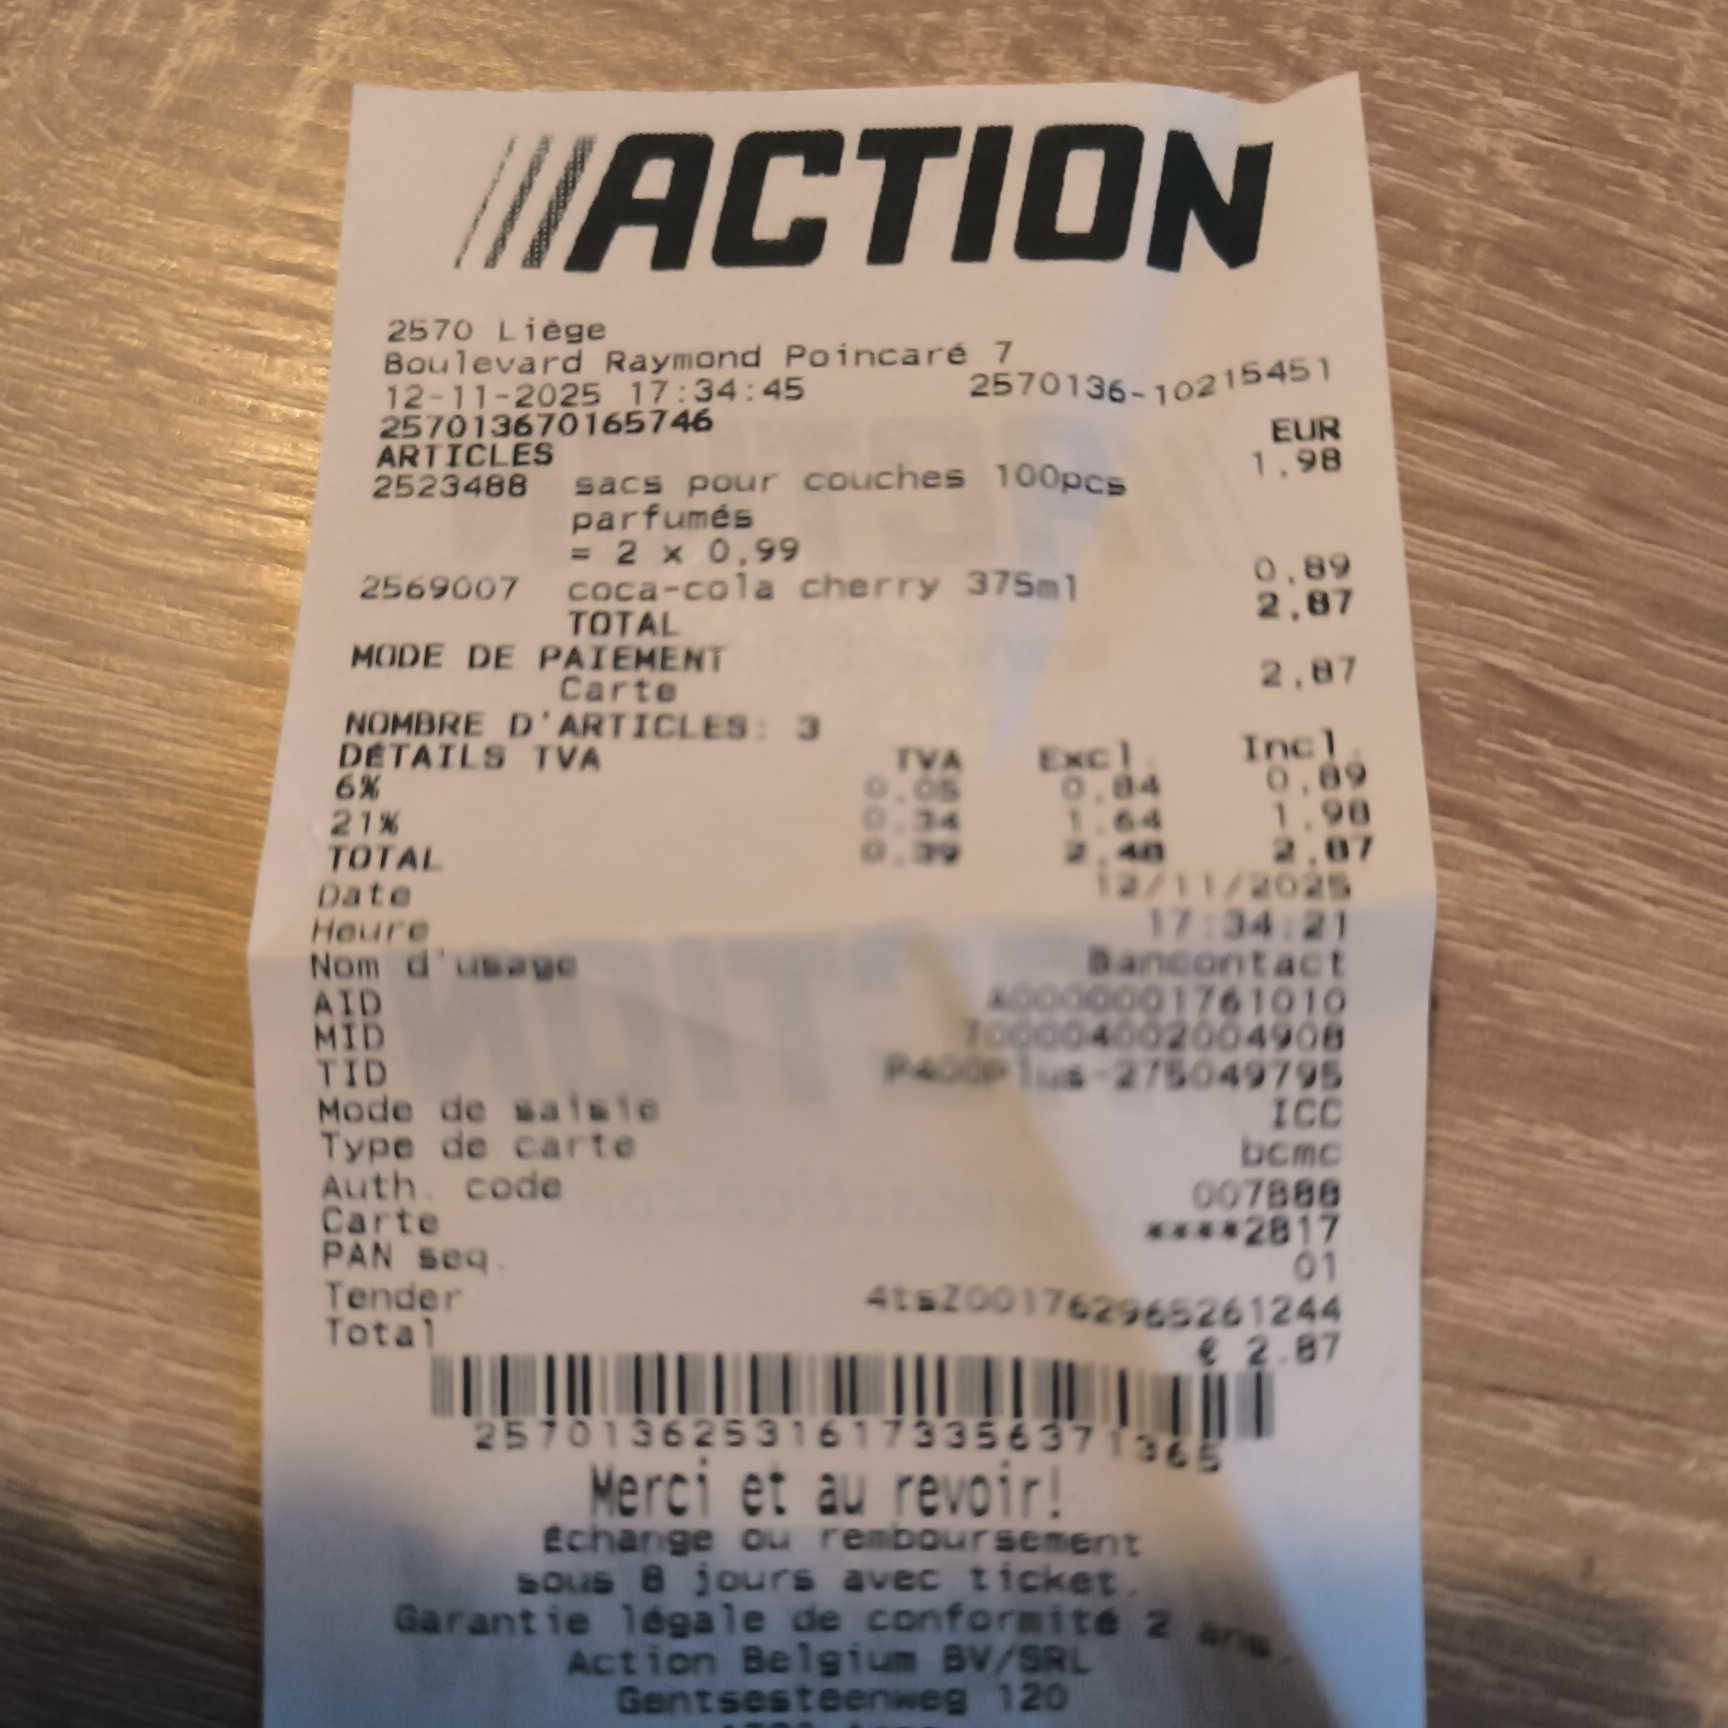 ACTION
2570 Liège
Boulevard Raymond Poincaré 7
12-11-2025 17:34:45 2570136-10215451
257013670165746 EUR
ARTICLES
2523488 sacs pour couches 100pcs 1,98
parfumés
= 2 x 0,99
2569007 coca-cola cherry 375ml 0,89
TOTAL 2,87
MODE DE PAIEMENT
Carte 2,87
NOMBRE D'ARTICLES: 3
DÉTAILS TVA TVA Excl. Incl.
6% 0.05 0.84 0.89
21% 0.34 1.64 1.98
TOTAL 0.39 2.48 2.87
Date 12/11/2025
Heure 17:34:21
Nom d'usage Bancontact
AID A0000001761010
MID 700004002004908
TID P400Plus-275049795
Mode de saisie ICC
Type de carte bcmc
Auth. code
Carte ****2817
PAN seq. 01
Tender 4tsZ001762965261244
Total € 2.87
257013625316173356371365
Merci et au revoir!
Échange ou remboursement
sous 8 jours avec ticket.
Garantie légale de conformité 2 ans.
Action Belgium BV/SRL
Gentsesteenweg 120